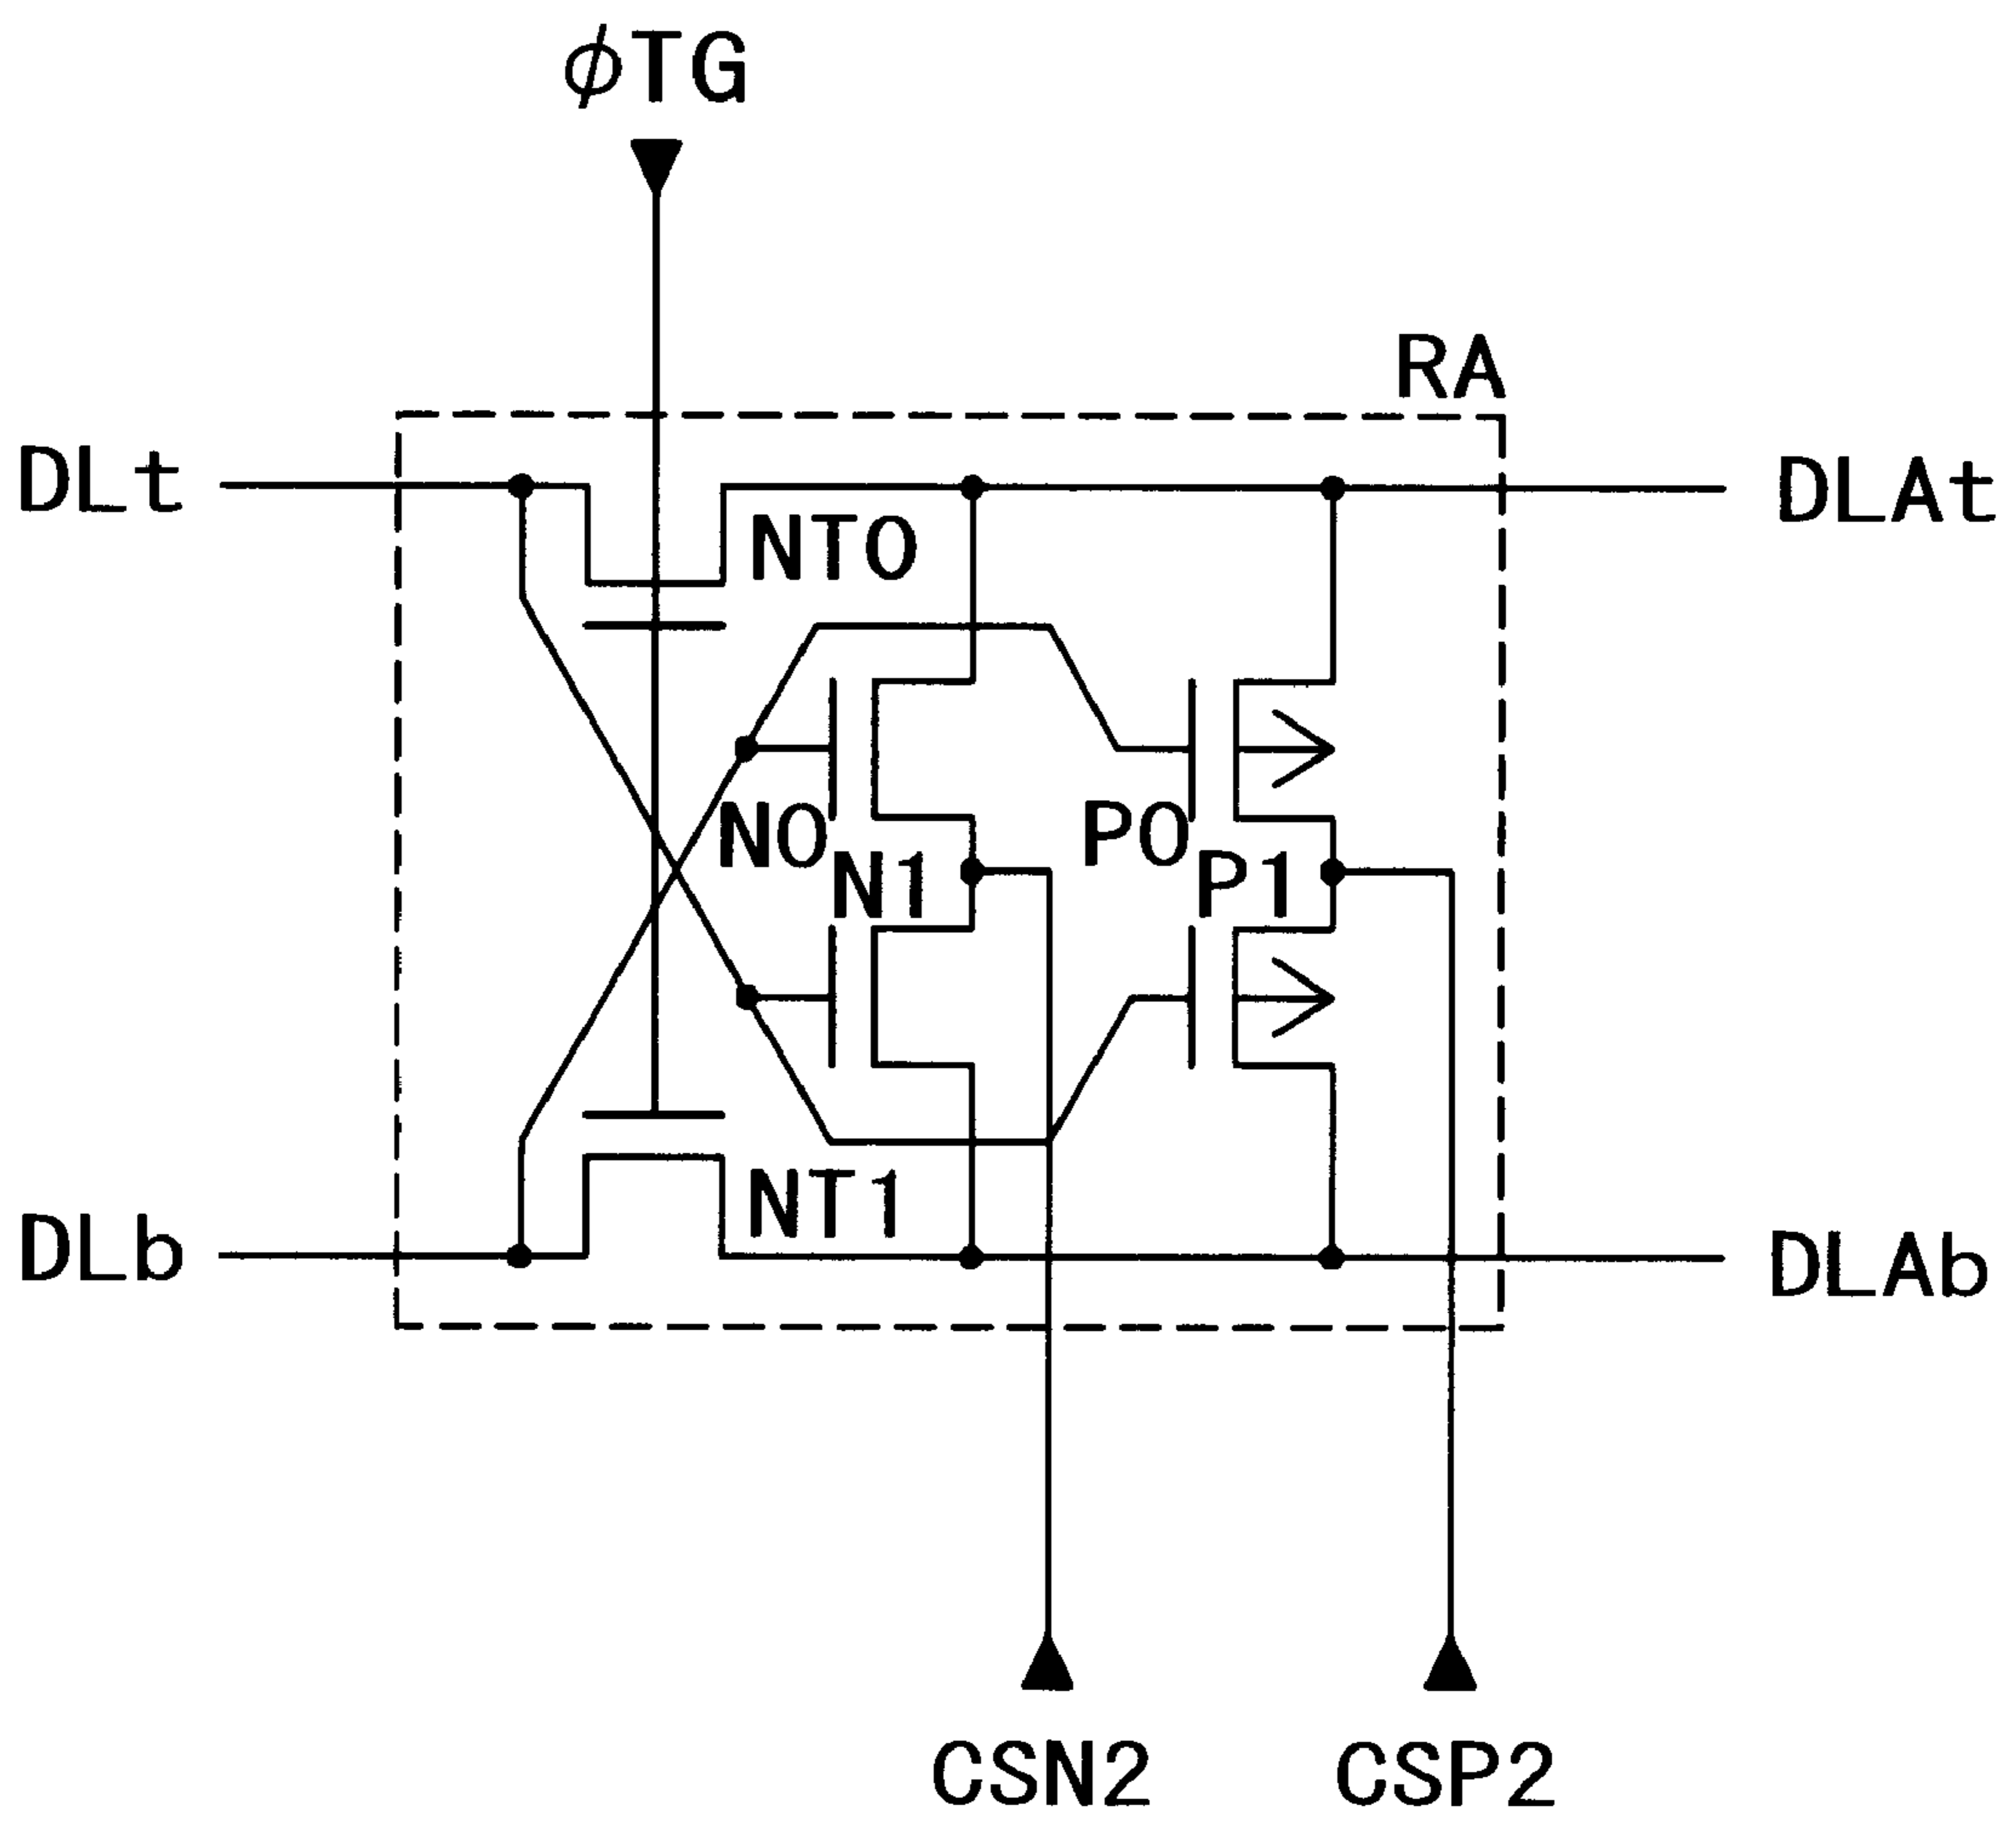 φTG
RA
DLt
DLAt
NT0
N0
P0
N1
P1
NT1
DLb
DLAb
CSN2
CSP2